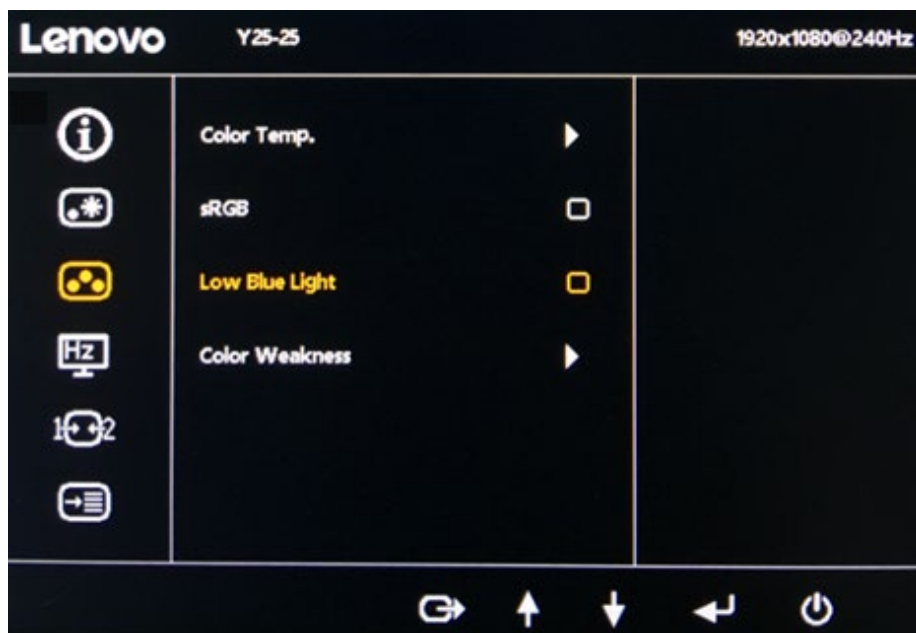 Lenovo Y25-25 1920x1080@240Hz
Color Temp.
sRGB
Low Blue Light
Hz Color Weakness
1 2